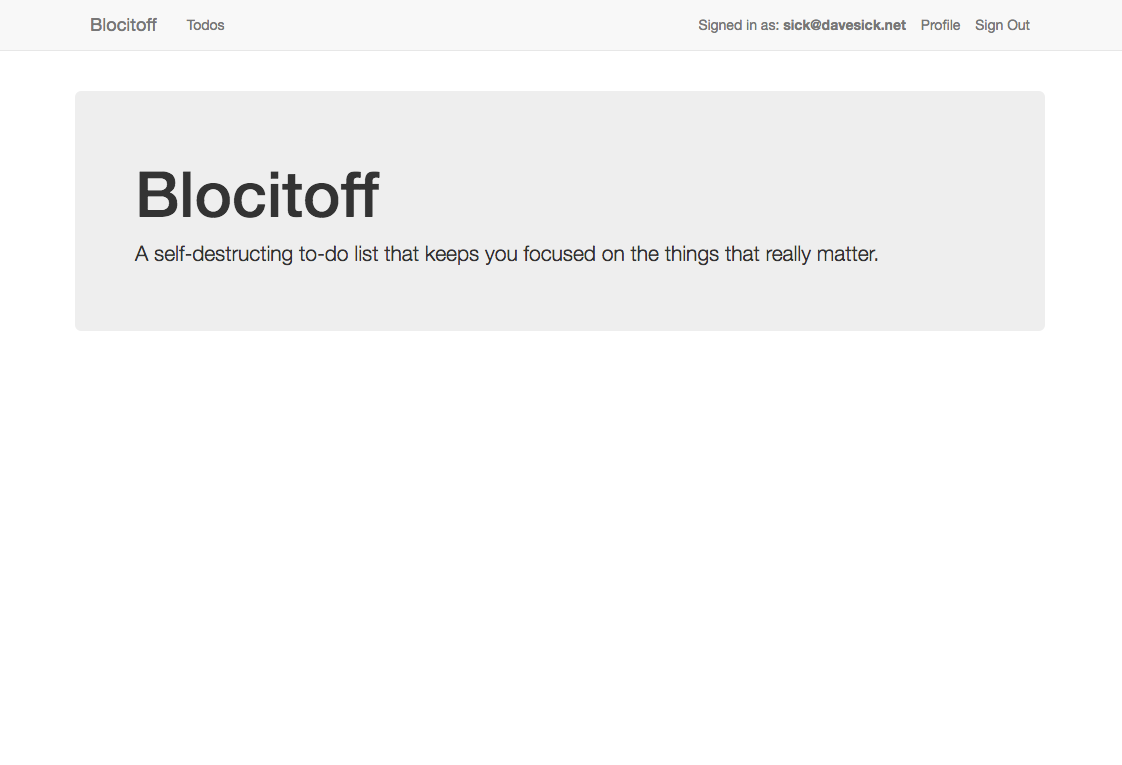 Blocitoff Todos Signed in as: sick@davesick.net Profile Sign Out
Blocitoff
A self-destructing to-do list that keeps you focused on the things that really matter.